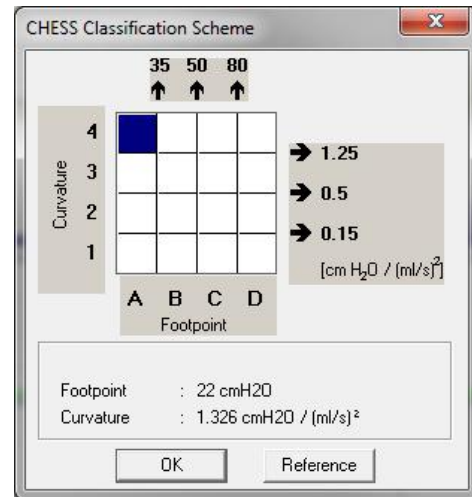 CHESS Classification Scheme
X
35 50 80
4
3
2
1
Curvature
1.25
0.5
0.15
[cm H₂O / (ml/s)²]
A B C D
Footpoint
Footpoint : 22 cmH2O
Curvature : 1.326 cmH2O / (ml/s)²
OK Reference